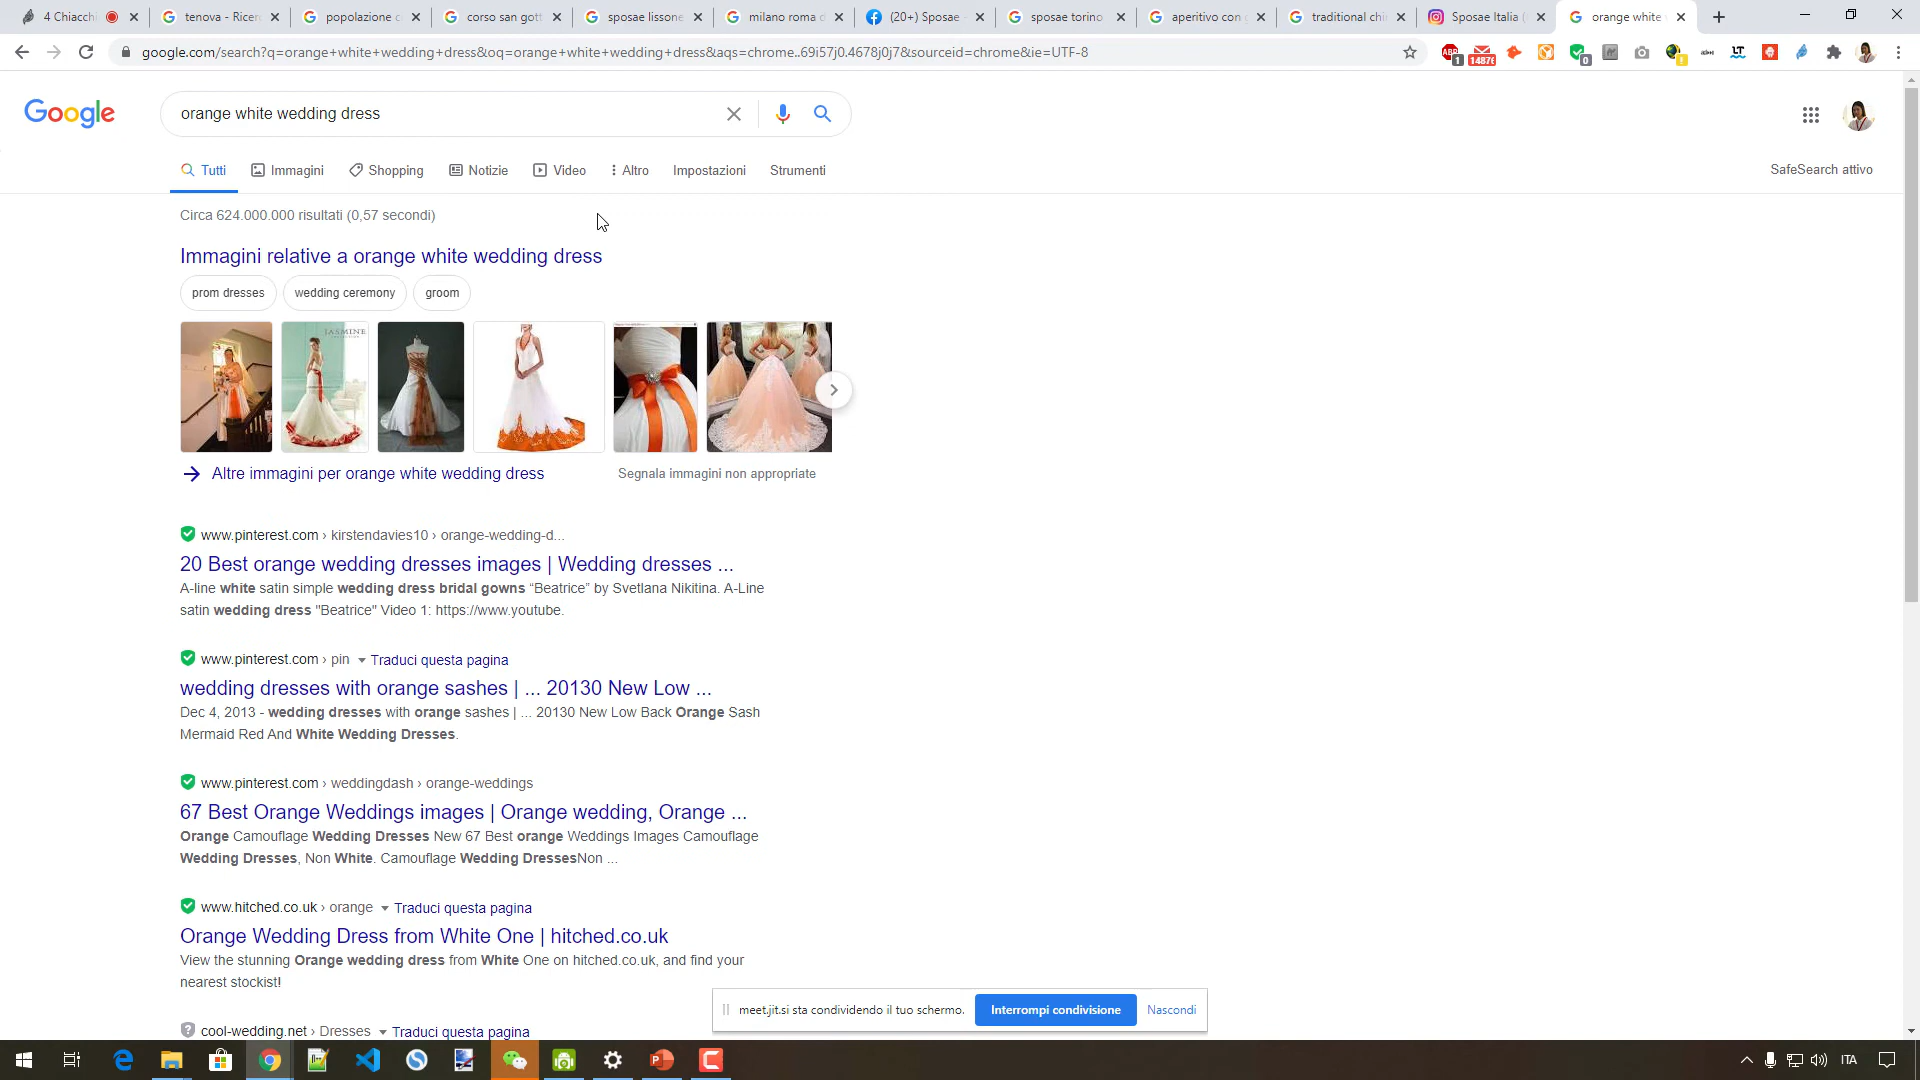 4 Chiacchi
tenova - Ricer
popolazione c
corso san gott
sposae lissone
milano roma d
(20+) Sposae
sposae torino
aperitivo con g
traditional chi
Sposae Italia (
orange white
google.com/search?q=orange+white+wedding+dress&oq=orange+white+wedding+dress&aqs=chrome..69i57j0.4678j0j7&sourceid=chrome&ie=UTF-8
ABP 1
1487
0
LT
Google
orange white wedding dress
Tutti
Immagini
Shopping
Notizie
Video
Altro
Impostazioni
Strumenti
SafeSearch attivo
Circa 624.000.000 risultati (0,57 secondi)
Immagini relative a orange white wedding dress
prom dresses
wedding ceremony
groom
JASMINE
Altre immagini per orange white wedding dress
Segnala immagini non appropriate
www.pinterest.com › kirstendavies10 › orange-wedding-d...
20 Best orange wedding dresses images | Wedding dresses ...
A-line white satin simple wedding dress bridal gowns “Beatrice” by Svetlana Nikitina. A-Line
satin wedding dress "Beatrice" Video 1: https://www.youtube.
www.pinterest.com › pin
Traduci questa pagina
wedding dresses with orange sashes | ... 20130 New Low ...
Dec 4, 2013 - wedding dresses with orange sashes | ... 20130 New Low Back Orange Sash
Mermaid Red And White Wedding Dresses.
www.pinterest.com › weddingdash › orange-weddings
67 Best Orange Weddings images | Orange wedding, Orange ...
Orange Camouflage Wedding Dresses New 67 Best orange Weddings Images Camouflage
Wedding Dresses, Non White. Camouflage Wedding DressesNon ...
www.hitched.co.uk › orange
Traduci questa pagina
Orange Wedding Dress from White One | hitched.co.uk
View the stunning Orange wedding dress from White One on hitched.co.uk, and find your
nearest stockist!
meet.jit.si sta condividendo il tuo schermo.
Interrompi condivisione
Nascondi
cool-wedding.net › Dresses
Traduci questa pagina
ITA